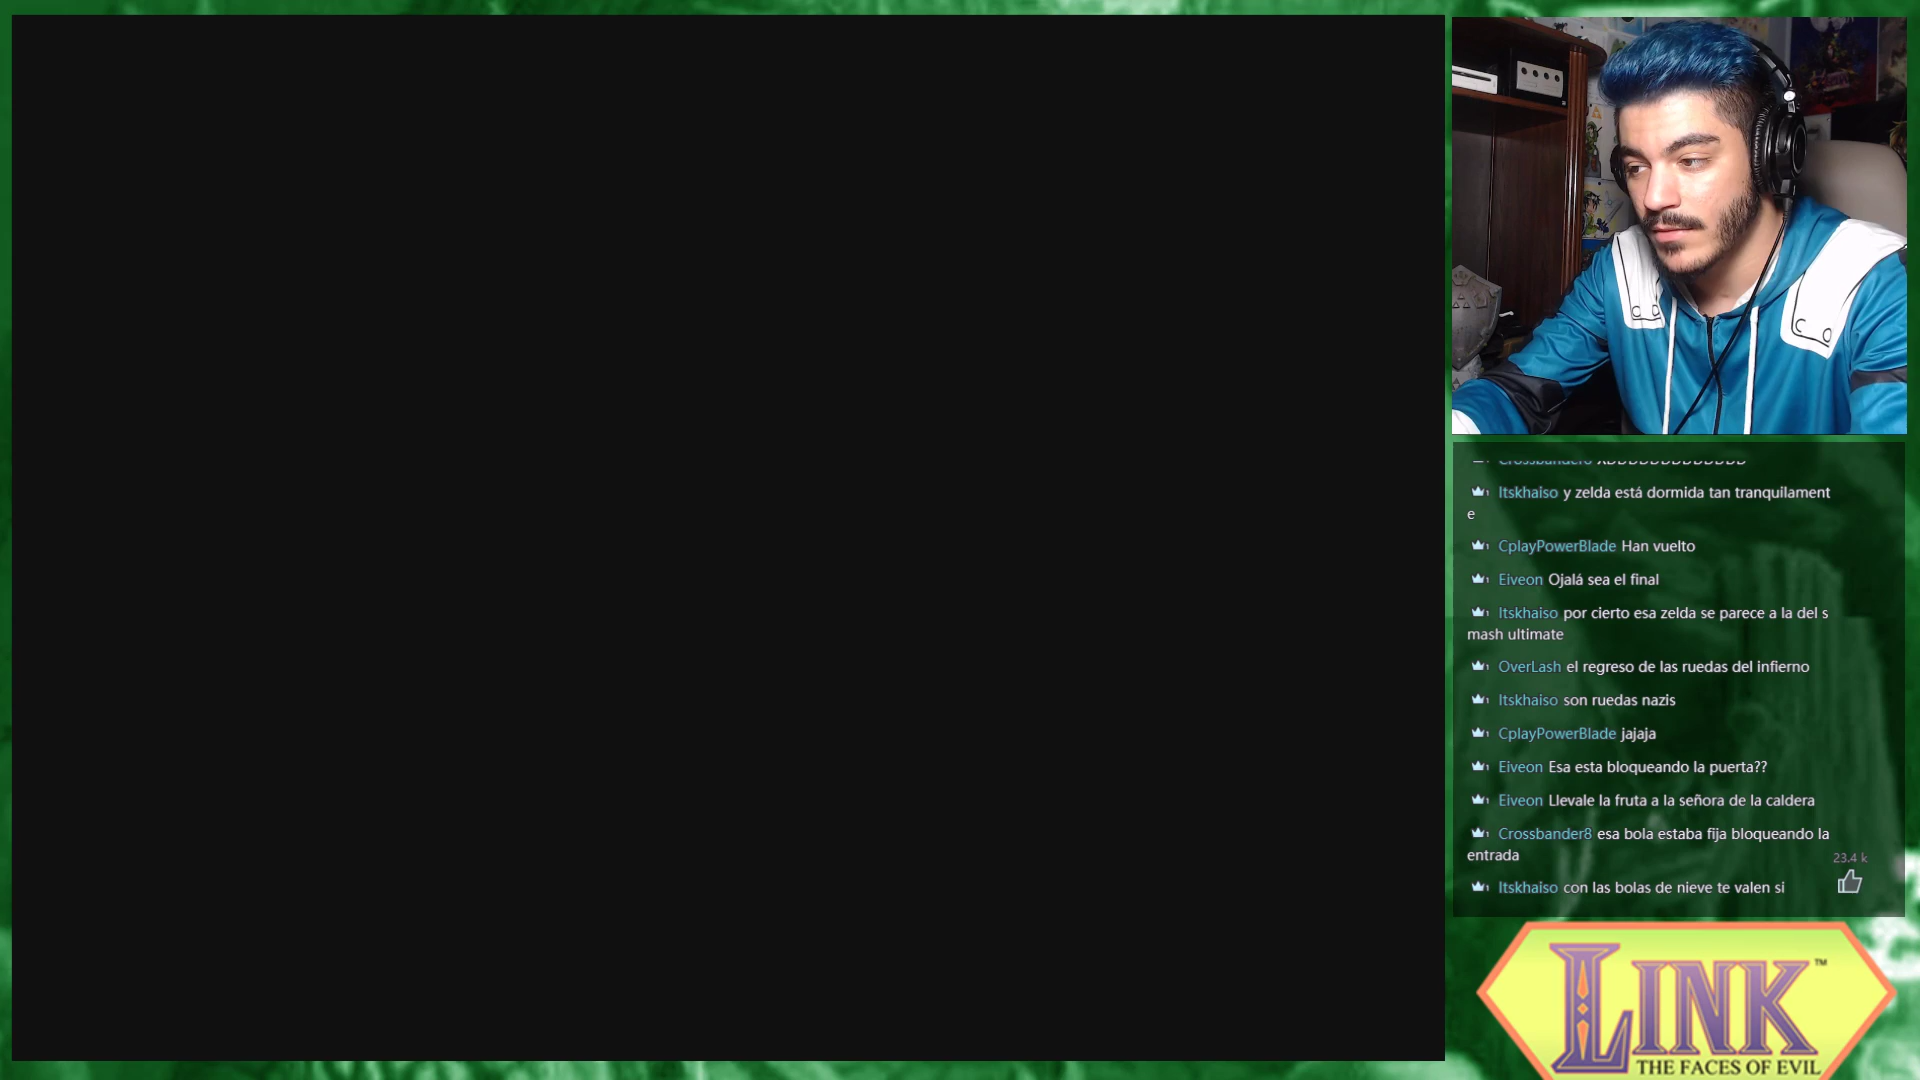 Itskhaiso y zelda está dormida tan tranquilament
e
CplayPowerBlade Han vuelto
Eiveon Ojalá sea el final
Itskhaiso por cierto esa zelda se parece a la del s
mash ultimate
OverLash el regreso de las ruedas del infierno
Itskhaiso son ruedas nazis
CplayPowerBlade jajaja
Eiveon Esa esta bloqueando la puerta??
Eiveon Llevale la fruta a la señora de la caldera
Crossbander8 esa bola estaba fija bloqueando la
entrada
23.4 k
Itskhaiso con las bolas de nieve te valen si
LINK™
THE FACES OF EVIL